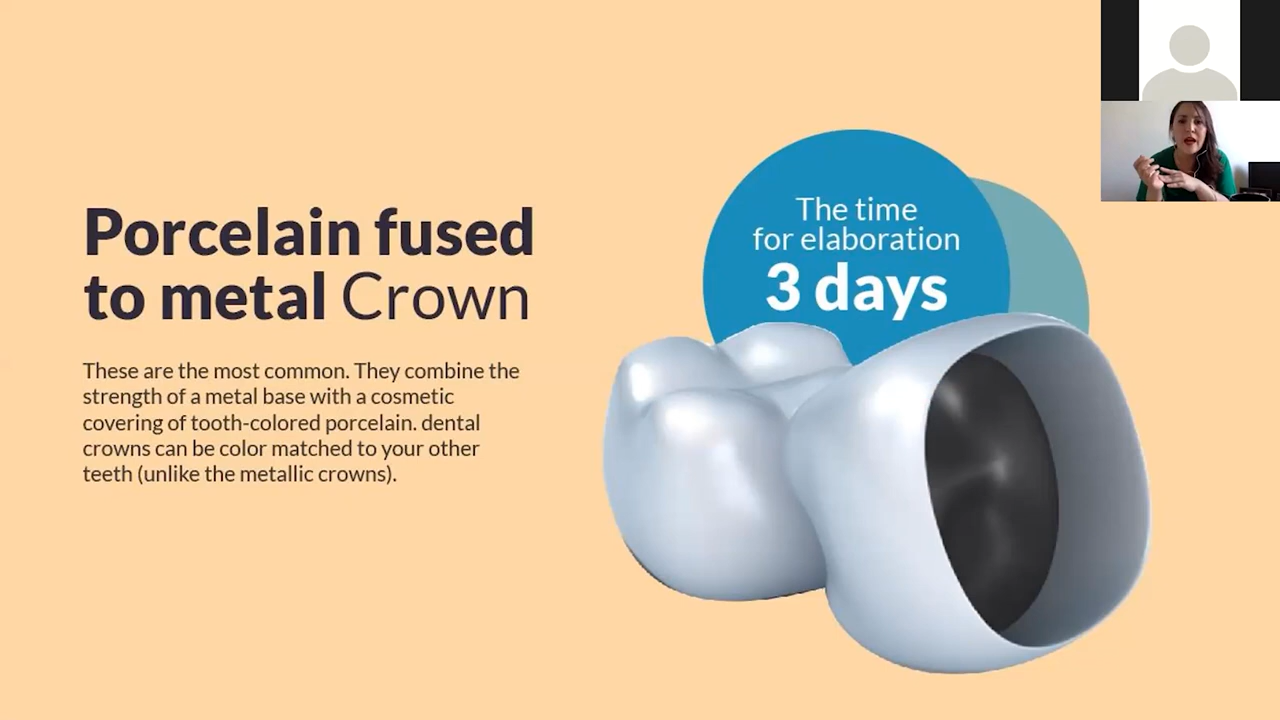 Porcelain fused
to metal Crown
These are the most common. They combine the
strength of a metal base with a cosmetic
covering of tooth-colored porcelain. dental
crowns can be color matched to your other
teeth (unlike the metallic crowns).
The time
for elaboration
3 days